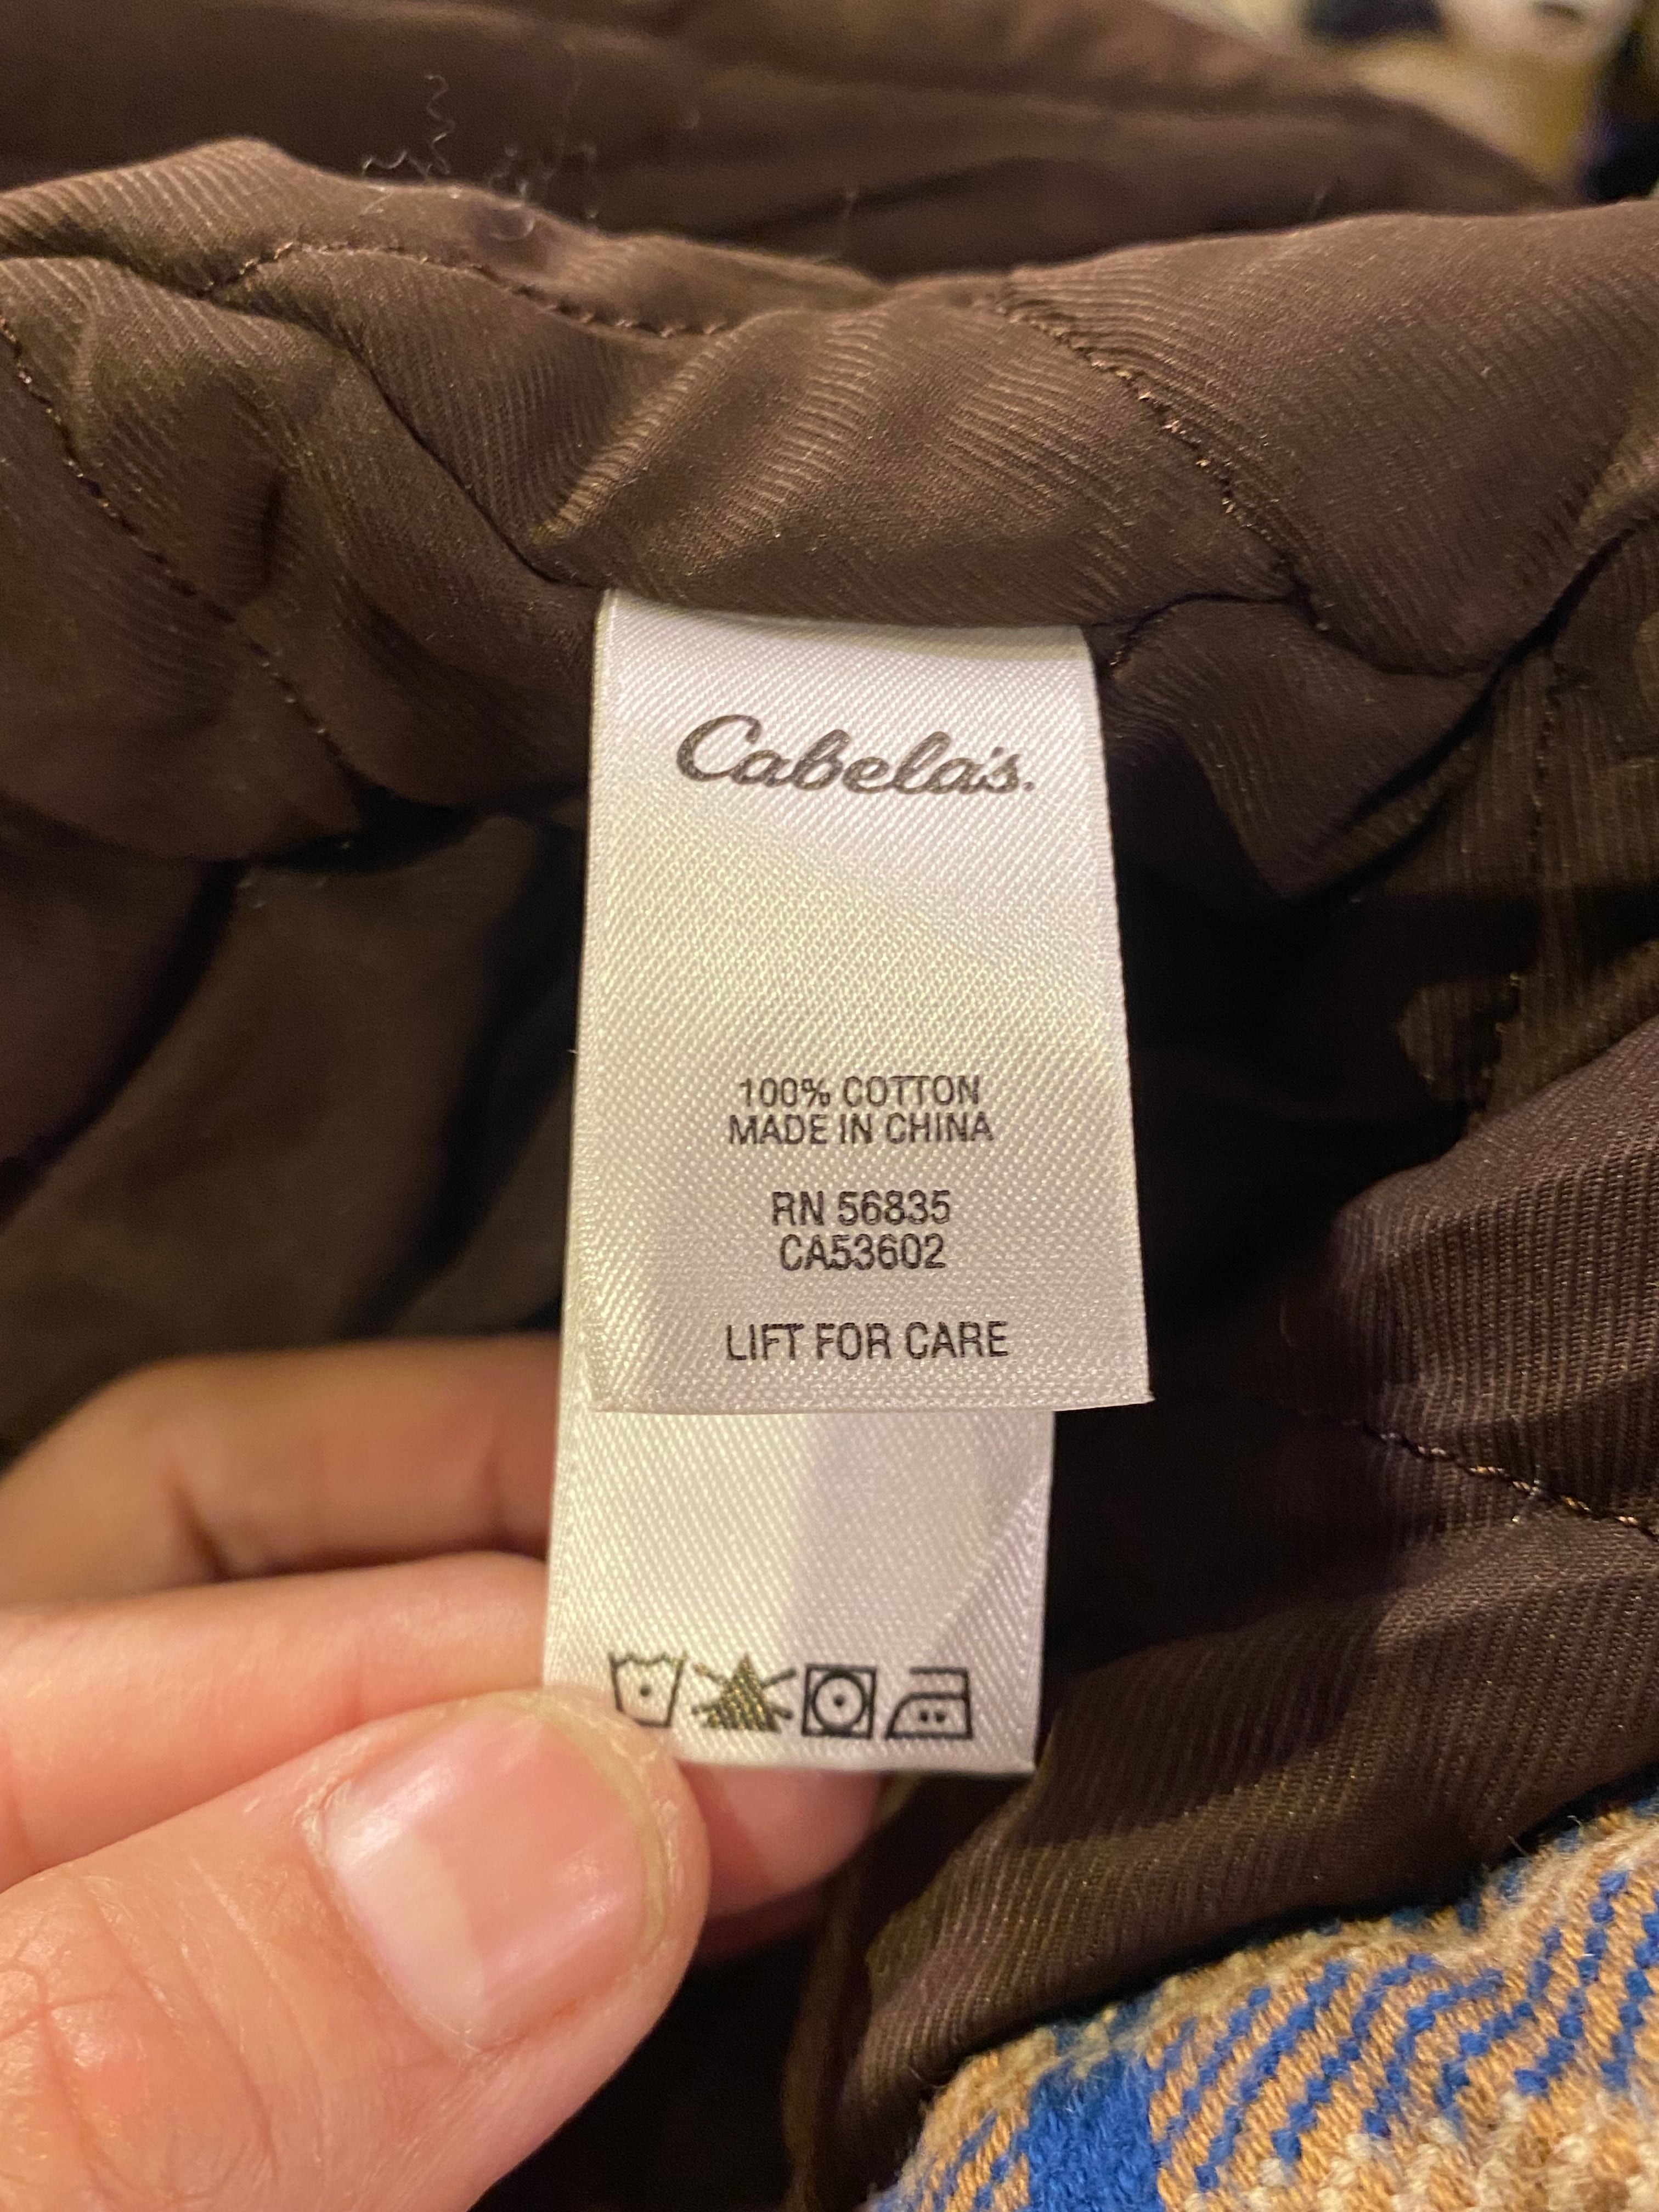 Cabela's.
100% COTTON
MADE IN CHINA
RN 56835
CA53602
LIFT FOR CARE